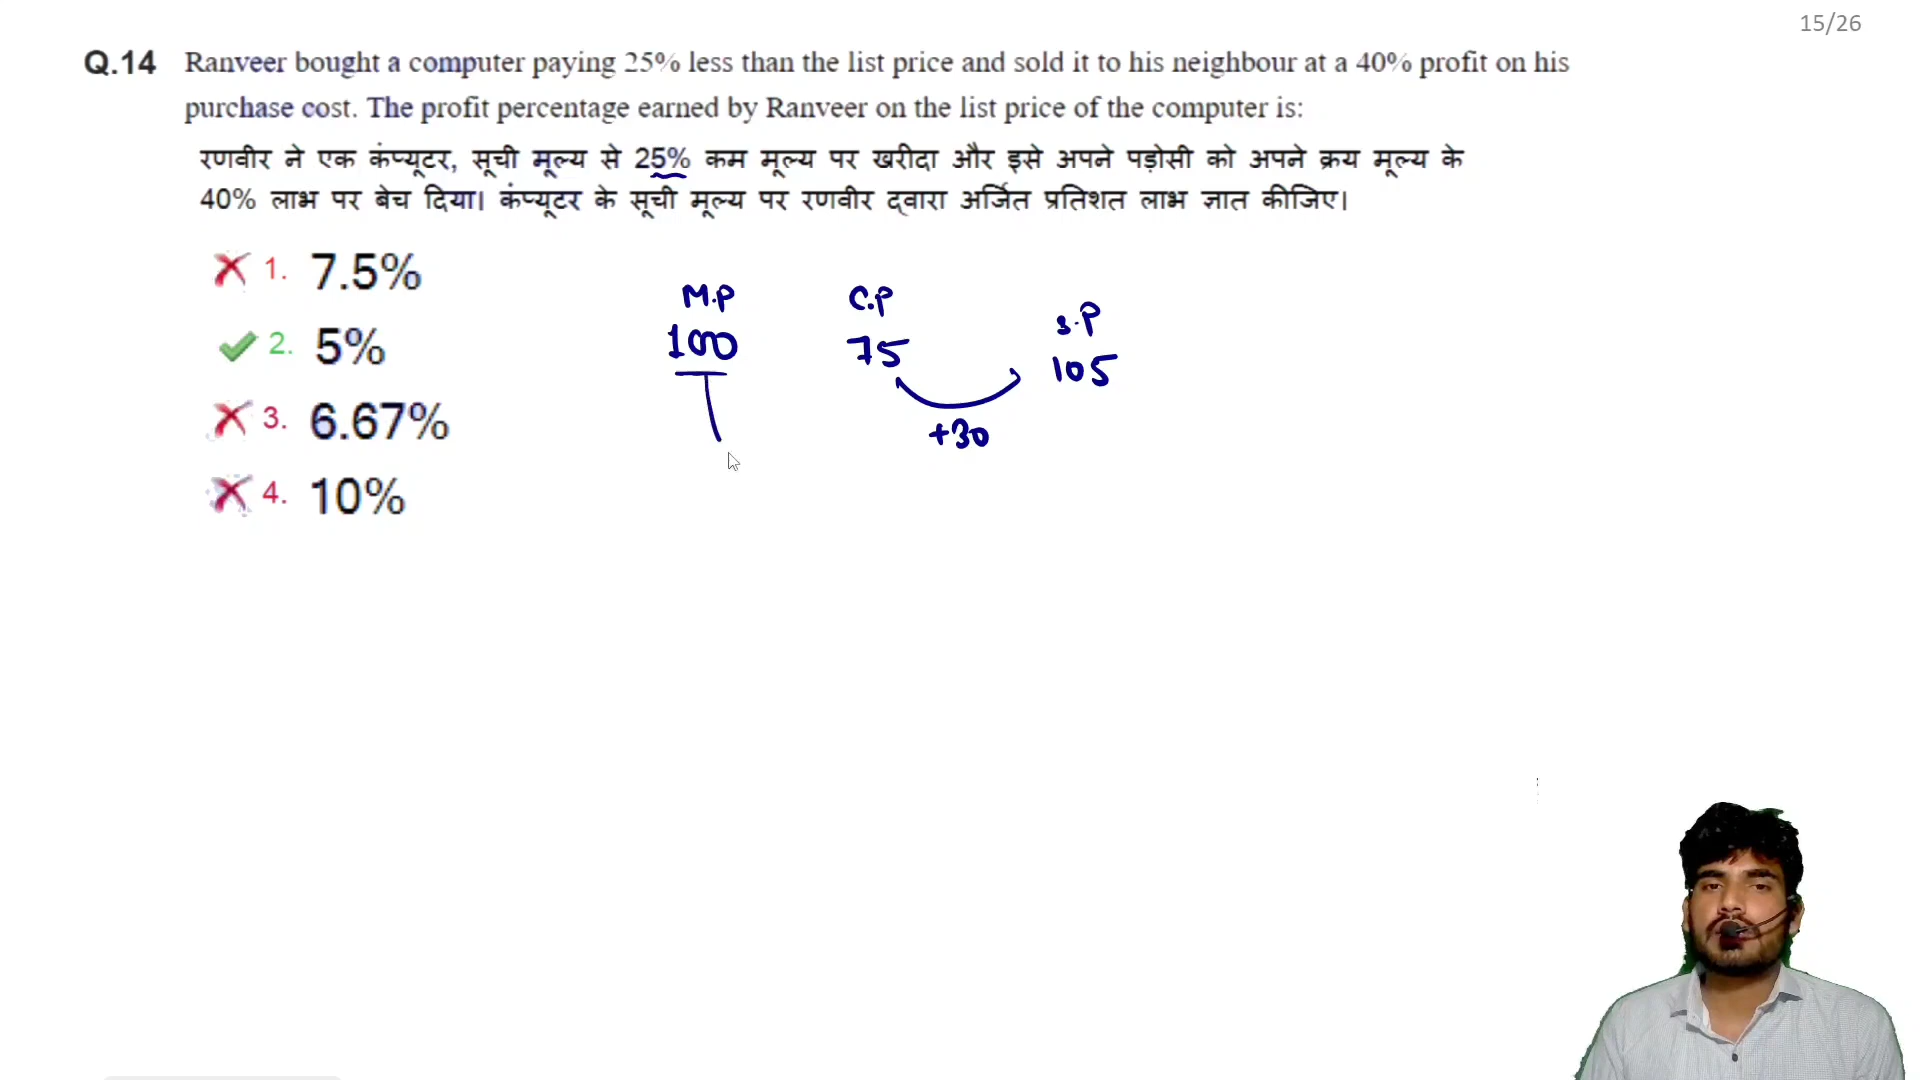 15/26
Q.14 Ranveer bought a computer paying 25% less than the list price and sold it to his neighbour at a 40% profit on his
purchase cost. The profit percentage earned by Ranveer on the list price of the computer is:
रणवीर ने एक कंप्यूटर, सूची मूल्य से 25% कम मूल्य पर खरीदा और इसे अपने पड़ोसी को अपने क्रय मूल्य के
40% लाभ पर बेच दिया। कंप्यूटर के सूची मूल्य पर रणवीर द्वारा अर्जित प्रतिशत लाभ ज्ञात कीजिए।
1. 7.5%
2. 5%
3. 6.67%
4. 10%
M.P C.P S.P
100 75 105
+30